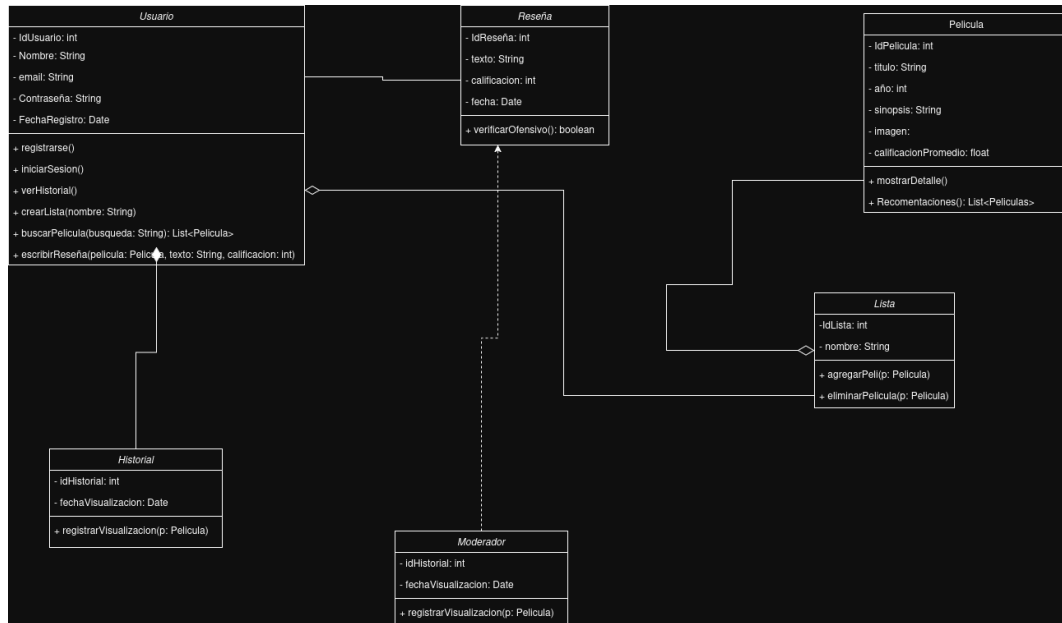 Usuario
- IdUsuario: int
- Nombre: String
- email: String
- Contraseña: String
- FechaRegistro: Date
+ registrarse()
+ iniciarSesion()
+ verHistorial()
+ crearLista(nombre: String)
+ buscarPelicula(busqueda: String): List<Pelicula>
+ escribirReseña(pelicula: Pelicula, texto: String, calificacion: int)
Reseña
- IdReseña: int
- texto: String
- calificacion: int
- fecha: Date
+ verificarOfensivo(): boolean
Pelicula
- IdPelicula: int
- titulo: String
- año: int
- sinopsis: String
- imagen:
- calificacionPromedio: float
+ mostrarDetalle()
+ Recomentaciones(): List<Peliculas>
Lista
-IdLista: int
- nombre: String
+ agregarPeli(p: Pelicula)
+ eliminarPelicula(p: Pelicula)
Historial
- idHistorial: int
- fechaVisualizacion: Date
+ registrarVisualizacion(p: Pelicula)
Moderador
- idHistorial: int
- fechaVisualizacion: Date
+ registrarVisualizacion(p: Pelicula)